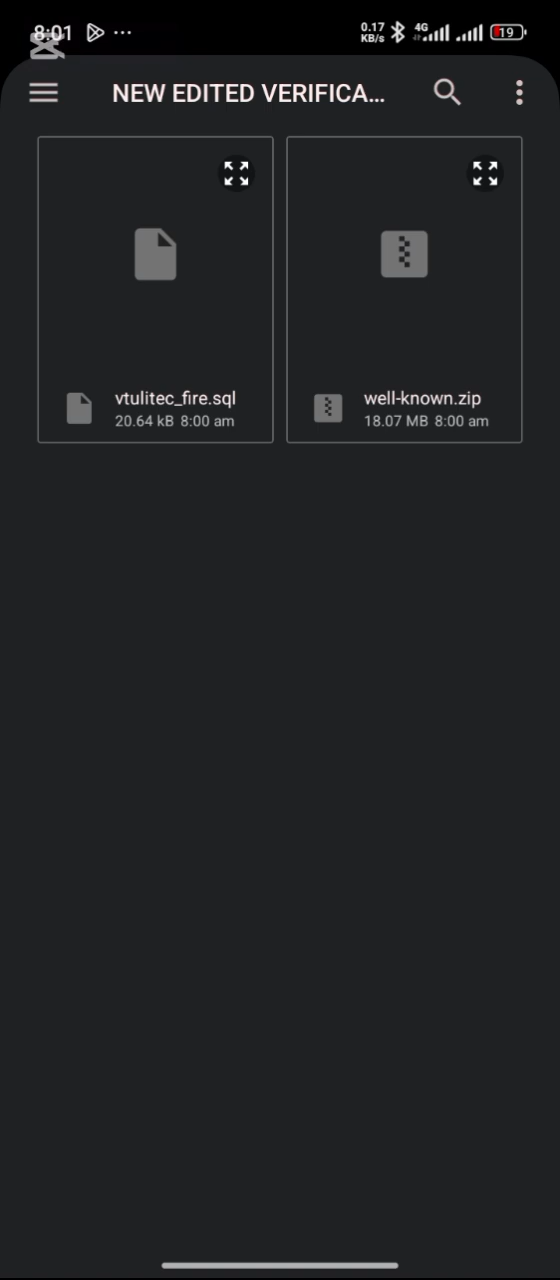 8:01
0.17
KB/s
4G
19
NEW EDITED VERIFICA...
vtulitec_fire.sql
20.64 kB 8:00 am
well-known.zip
18.07 MB 8:00 am